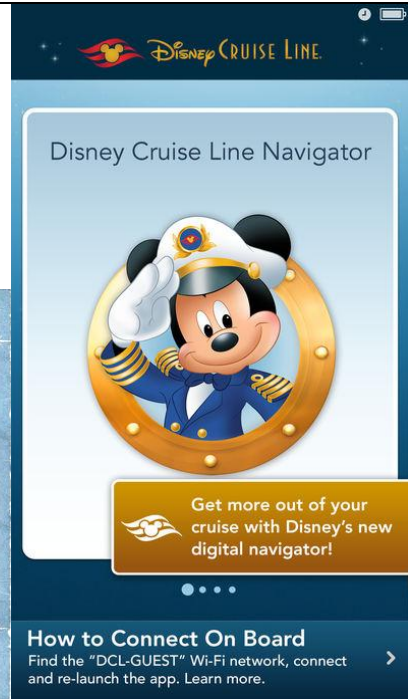 Disney CRUISE LINE.
Disney Cruise Line Navigator
Get more out of your
cruise with Disney's new
digital navigator!
How to Connect On Board
Find the "DCL-GUEST" Wi-Fi network, connect
and re-launch the app. Learn more.